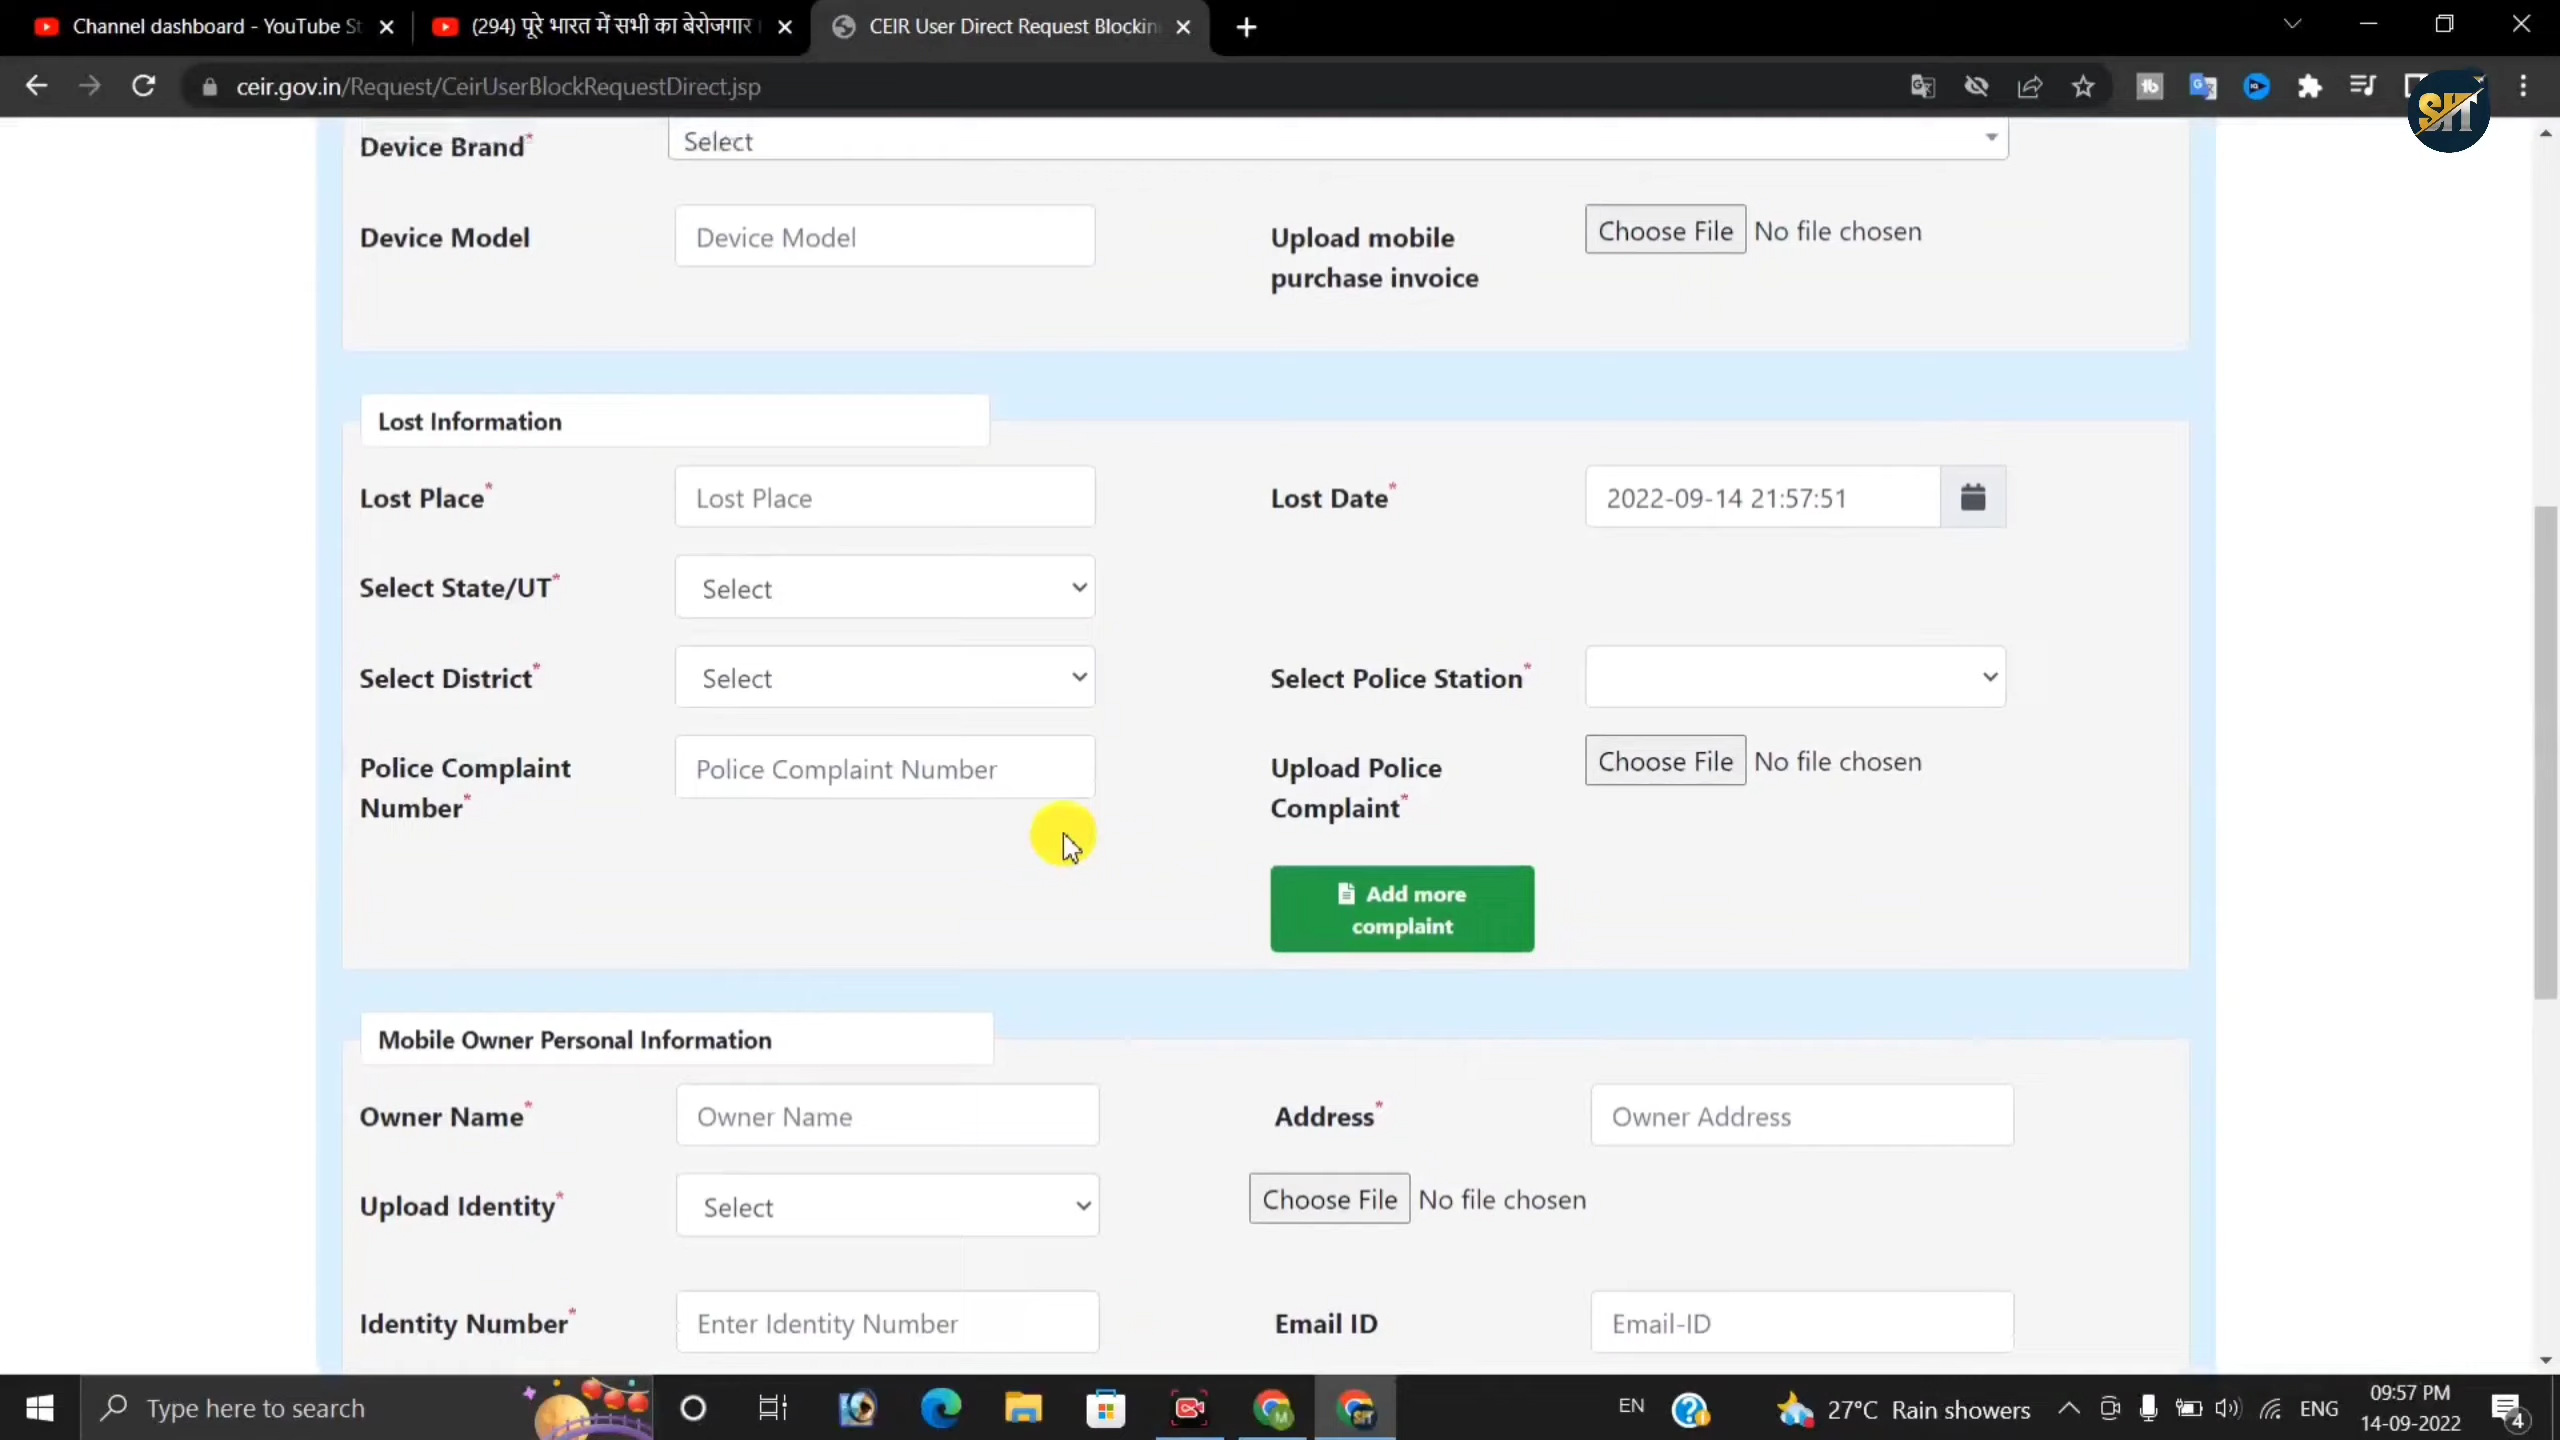 Channel dashboard - YouTube St
(294) पूरे भारत में सभी का बेरोजगार
CEIR User Direct Request Blockin
ceir.gov.in/Request/CeirUserBlockRequestDirect.jsp
SHT
Device Brand*
Select
Device Model
Device Model
Upload mobile
purchase invoice
Choose File No file chosen
Lost Information
Lost Place*
Lost Place
Lost Date*
2022-09-14 21:57:51
Select State/UT*
Select
Select District*
Select
Select Police Station*
Police Complaint
Number*
Police Complaint Number
Upload Police
Complaint*
Choose File No file chosen
Add more
complaint
Mobile Owner Personal Information
Owner Name*
Owner Name
Address*
Owner Address
Upload Identity*
Select
Choose File No file chosen
Identity Number*
Enter Identity Number
Email ID
Email-ID
Type here to search
EN
27°C Rain showers
ENG
09:57 PM
14-09-2022
4